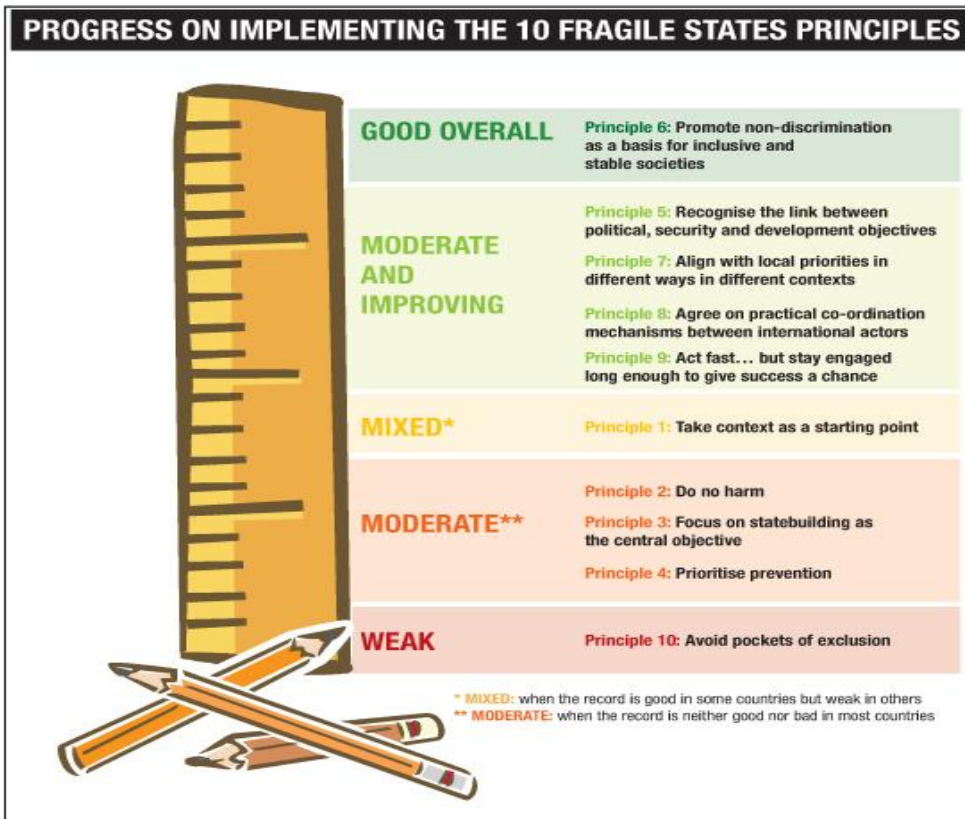 PROGRESS ON IMPLEMENTING THE 10 FRAGILE STATES PRINCIPLES
GOOD OVERALL
Principle 6: Promote non-discrimination
as a basis for inclusive and
stable societies
MODERATE
AND
IMPROVING
Principle 5: Recognise the link between
political, security and development objectives
Principle 7: Align with local priorities in
different ways in different contexts
Principle 8: Agree on practical co-ordination
mechanisms between international actors
Principle 9: Act fast... but stay engaged
long enough to give success a chance
MIXED*
Principle 1: Take context as a starting point
MODERATE**
Principle 2: Do no harm
Principle 3: Focus on statebuilding as
the central objective
Principle 4: Prioritise prevention
WEAK
Principle 10: Avoid pockets of exclusion
* MIXED: when the record is good in some countries but weak in others
** MODERATE: when the record is neither good nor bad in most countries